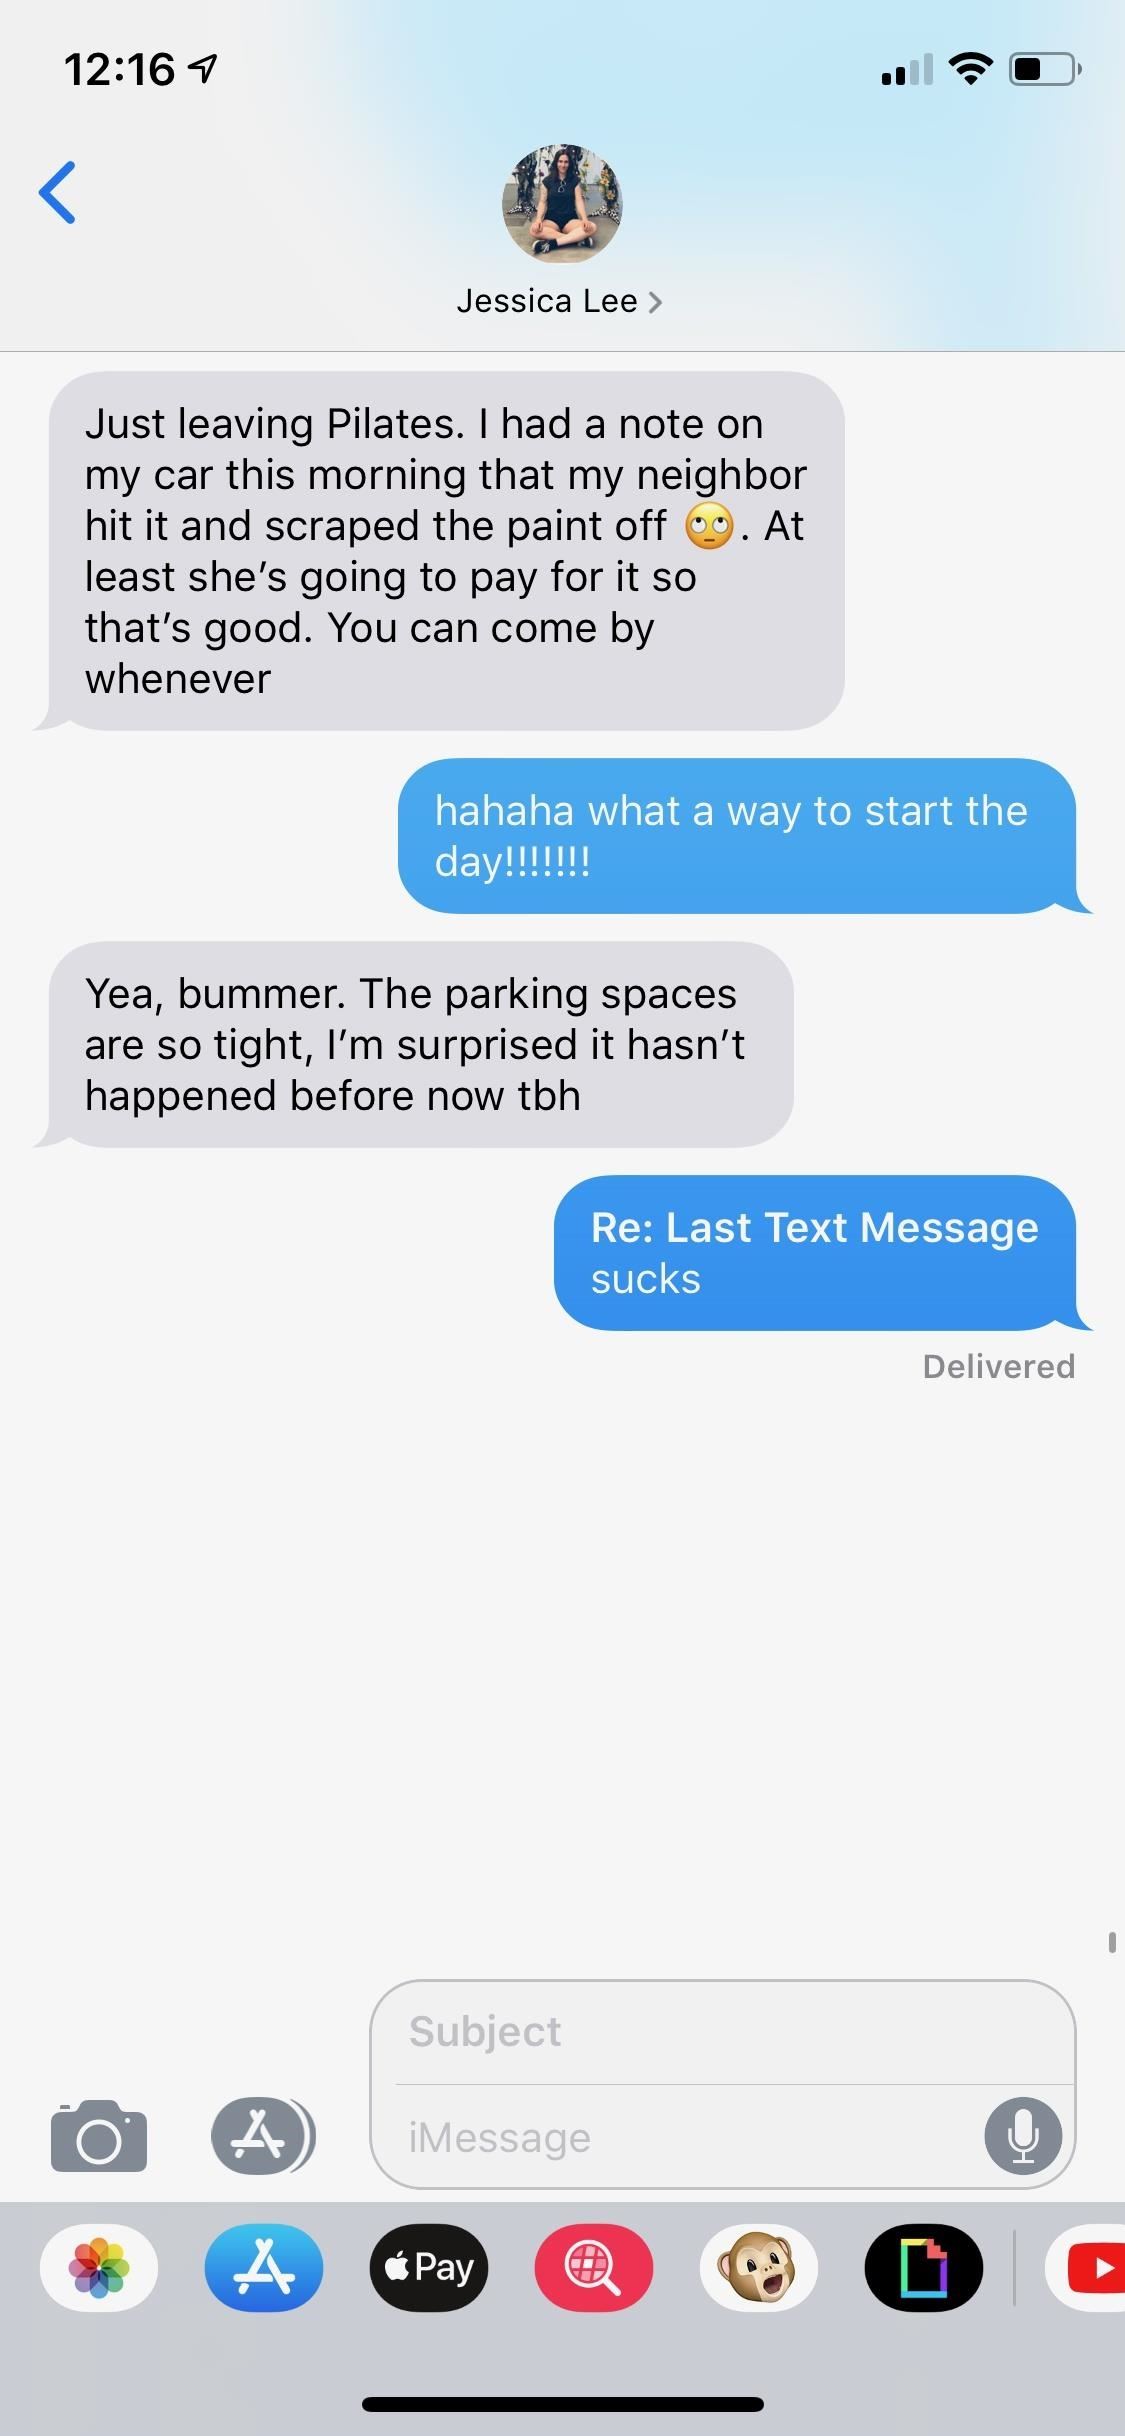 12:16
Jessica Lee
Just leaving Pilates. I had a note on
my car this morning that my neighbor
hit it and scraped the paint off 🙄. At
least she’s going to pay for it so
that’s good. You can come by
whenever
hahaha what a way to start the
day!!!!!!!
Yea, bummer. The parking spaces
are so tight, I’m surprised it hasn’t
happened before now tbh
Re: Last Text Message
sucks
Delivered
Subject
iMessage
Pay